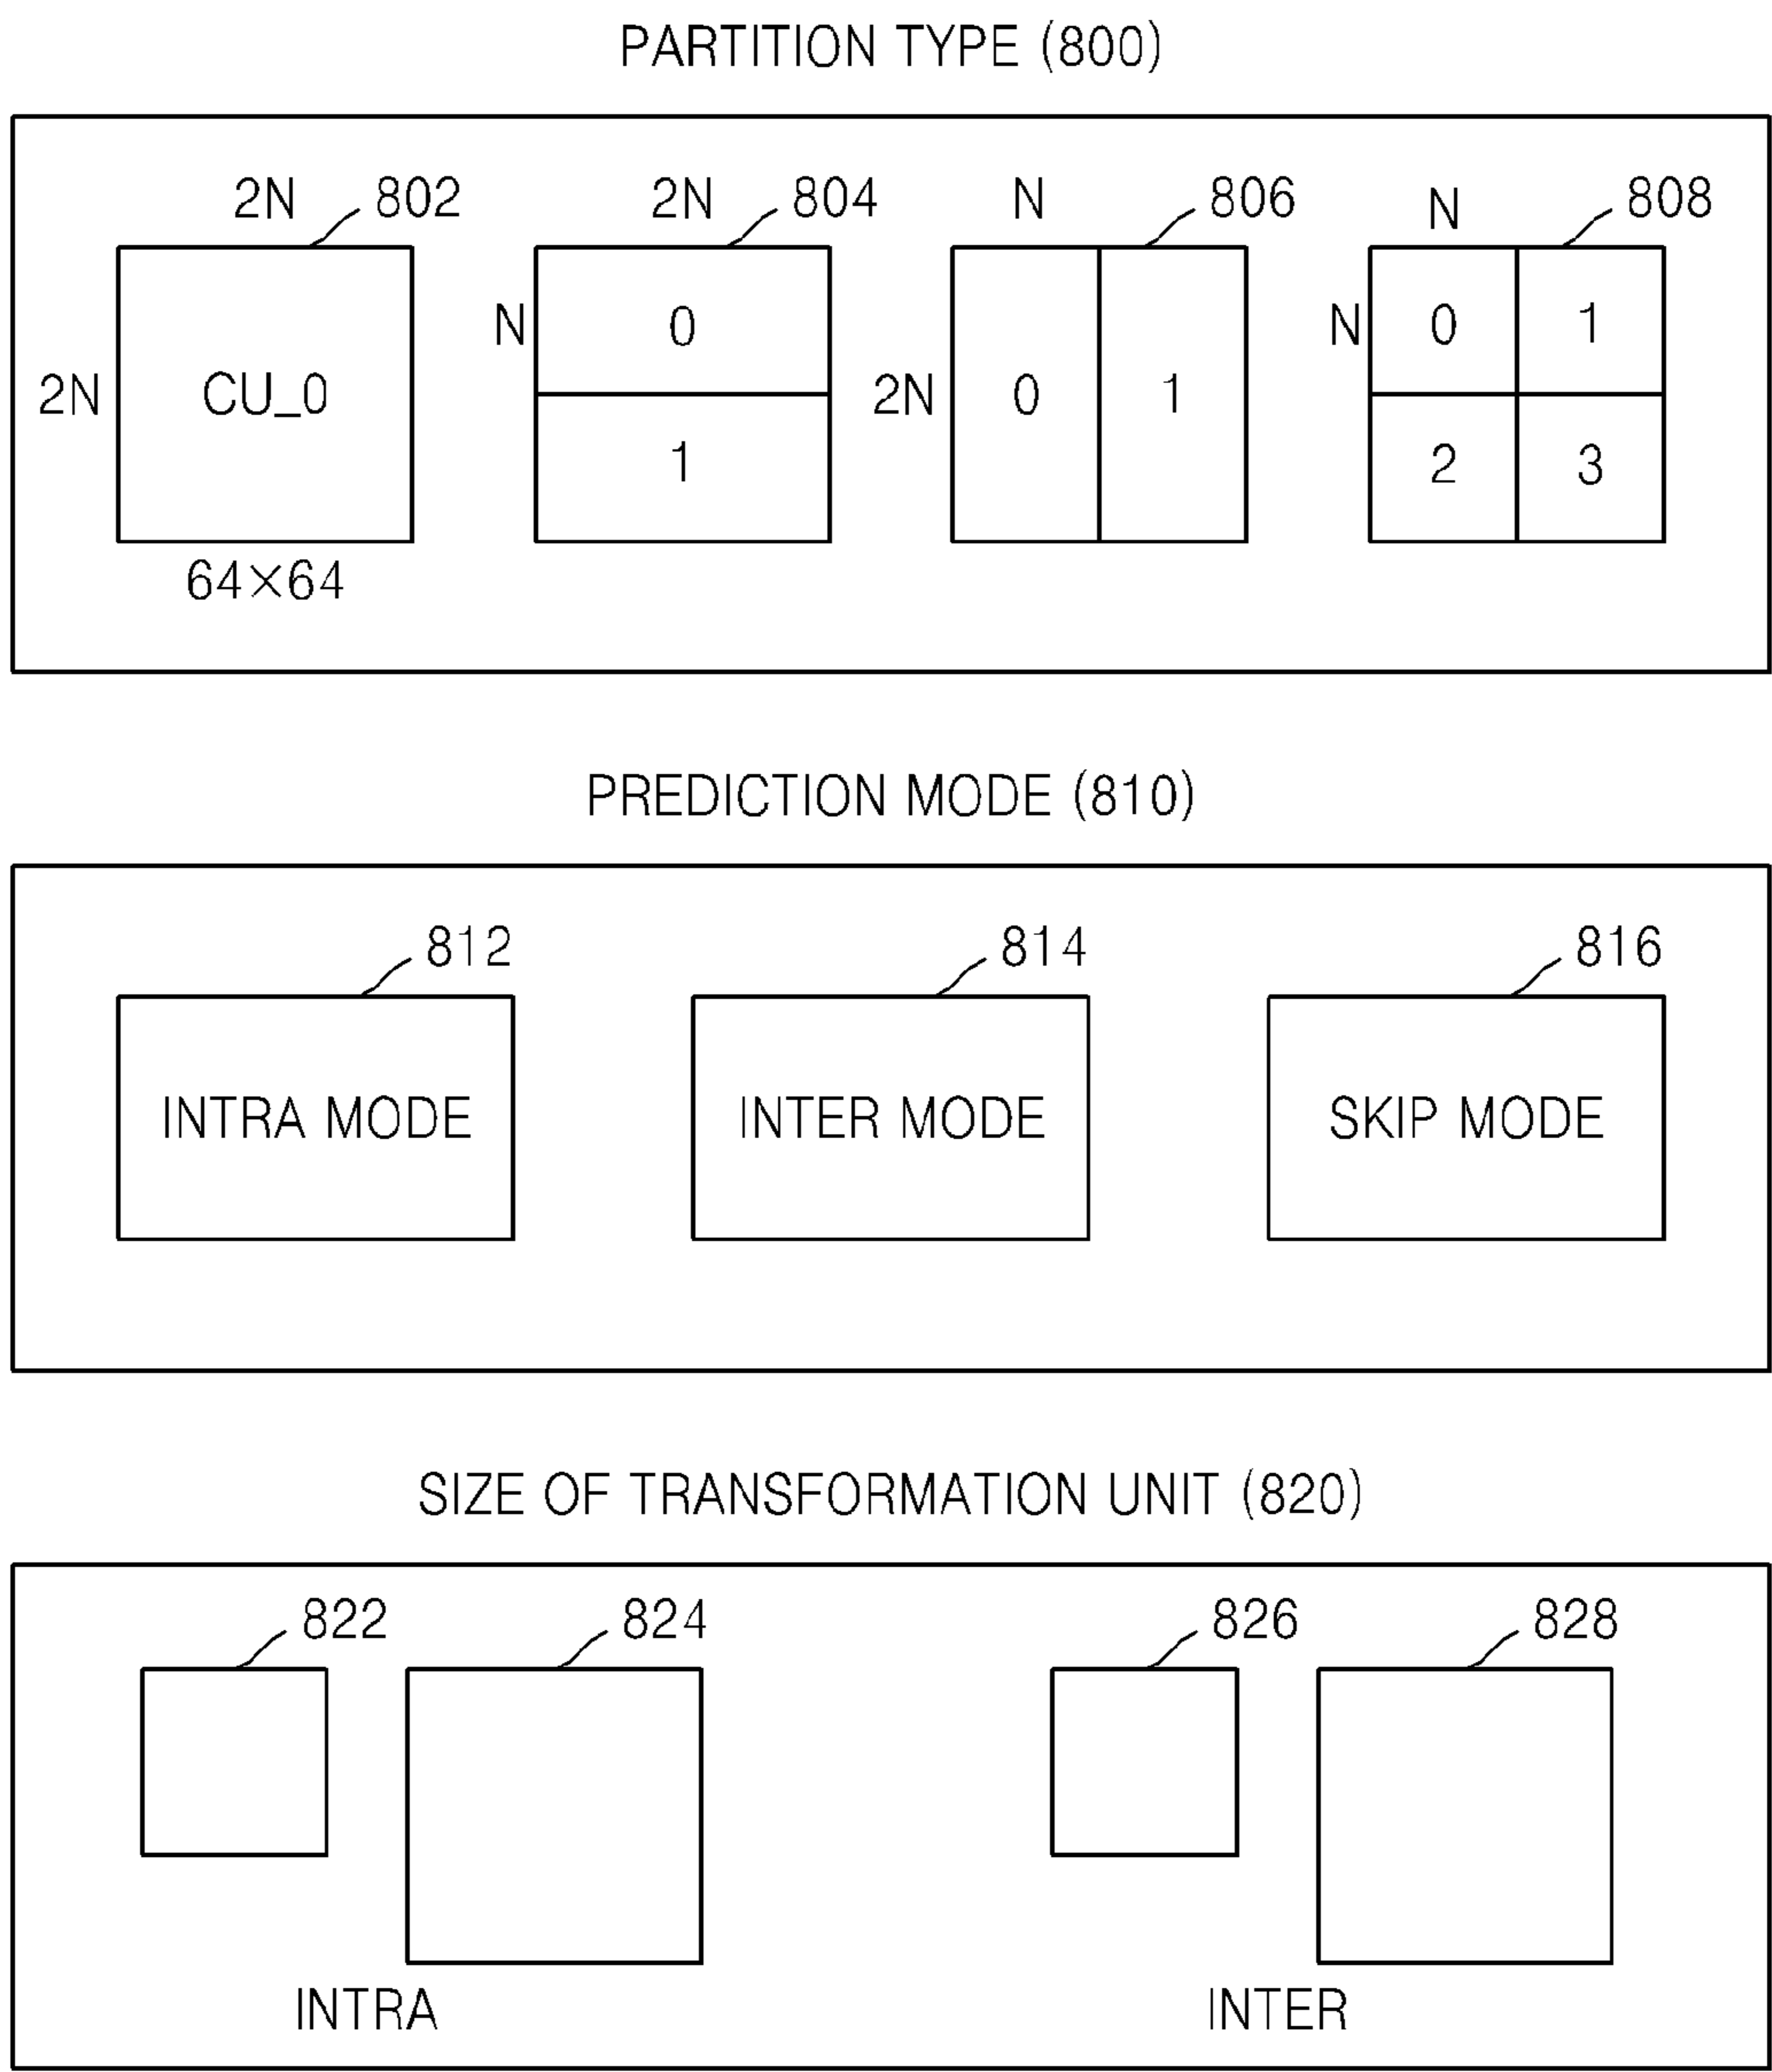 PARTITION TYPE (800)
2N 802 2N 804 N 806 N 808
N 0 N 0 1
2N CU_0 2N 0 1
1 2 3
64×64
PREDICTION MODE (810)
812 814 816
INTRA MODE INTER MODE SKIP MODE
SIZE OF TRANSFORMATION UNIT (820)
822 824 826 828
INTRA INTER